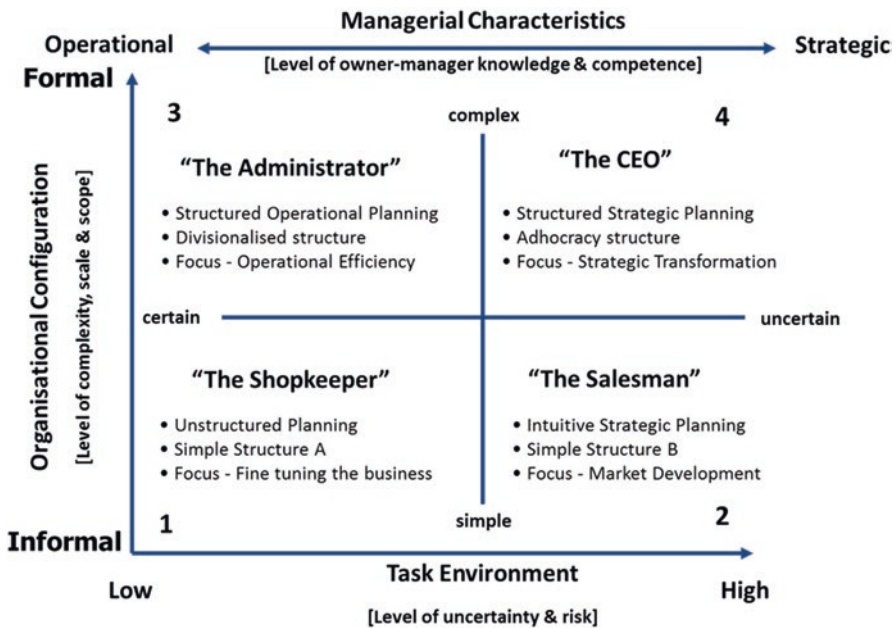 Managerial Characteristics
Operational
Strategic
[Level of owner-manager knowledge & competence]
Formal
3
complex
4
"The Administrator"
"The CEO"
• Structured Operational Planning
• Divisionalised structure
• Focus - Operational Efficiency
• Structured Strategic Planning
• Adhocracy structure
• Focus - Strategic Transformation
Organisational Configuration
[Level of complexity, scale & scope]
certain
uncertain
"The Shopkeeper"
"The Salesman"
• Unstructured Planning
• Simple Structure A
• Focus - Fine tuning the business
• Intuitive Strategic Planning
• Simple Structure B
• Focus - Market Development
1
simple
2
Informal
Low
Task Environment
High
[Level of uncertainty & risk]